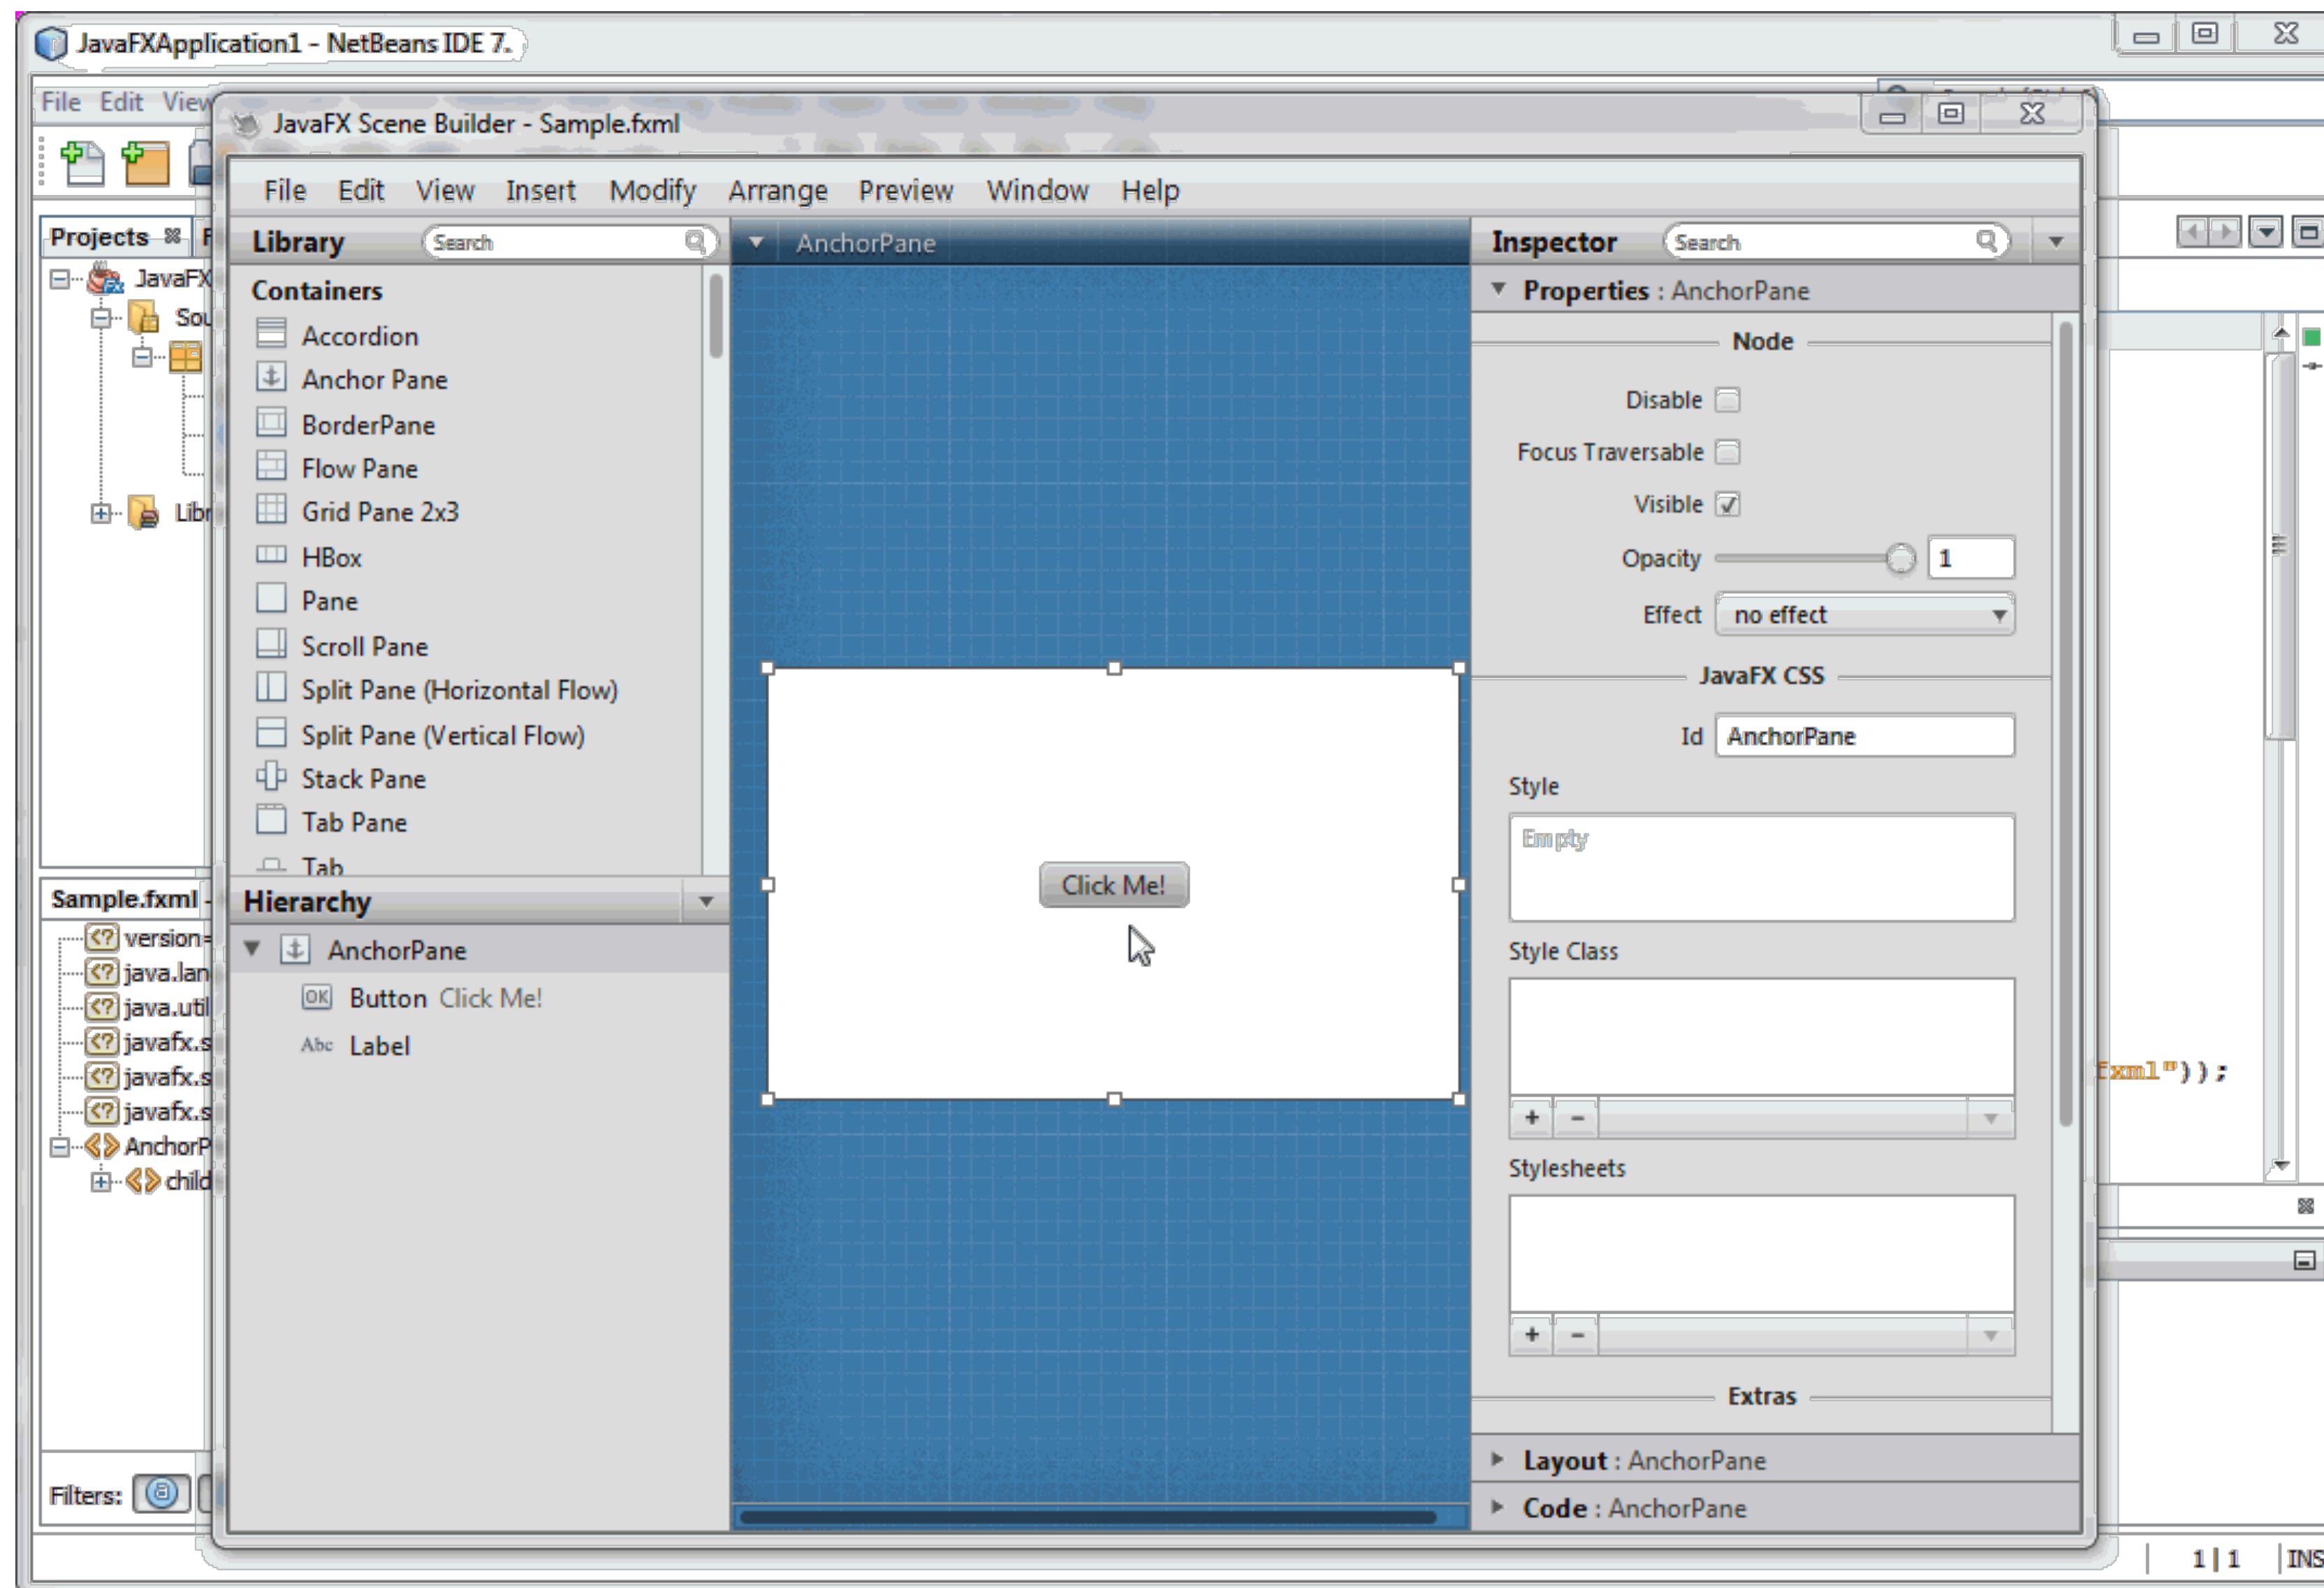 JavaFXApplication1 - NetBeans IDE 7.
File Edit View
JavaFX Scene Builder - Sample.fxml
File Edit View Insert Modify Arrange Preview Window Help
Projects
JavaFX
Sou
Libr
Library
Search
Containers
Accordion
Anchor Pane
BorderPane
Flow Pane
Grid Pane 2x3
HBox
Pane
Scroll Pane
Split Pane (Horizontal Flow)
Split Pane (Vertical Flow)
Stack Pane
Tab Pane
Tab
Sample.fxml -
version=
java.lan
java.util
javafx.s
javafx.s
javafx.s
AnchorP
child
Filters:
Hierarchy
AnchorPane
OK Button Click Me!
Abc Label
AnchorPane
Click Me!
Inspector
Search
Properties : AnchorPane
Node
Disable
Focus Traversable
Visible
Opacity 1
Effect no effect
JavaFX CSS
Id AnchorPane
Style
Empty
Style Class
+ -
Stylesheets
+ -
Extras
Layout : AnchorPane
Code : AnchorPane
fxml"));
1 | 1 INS